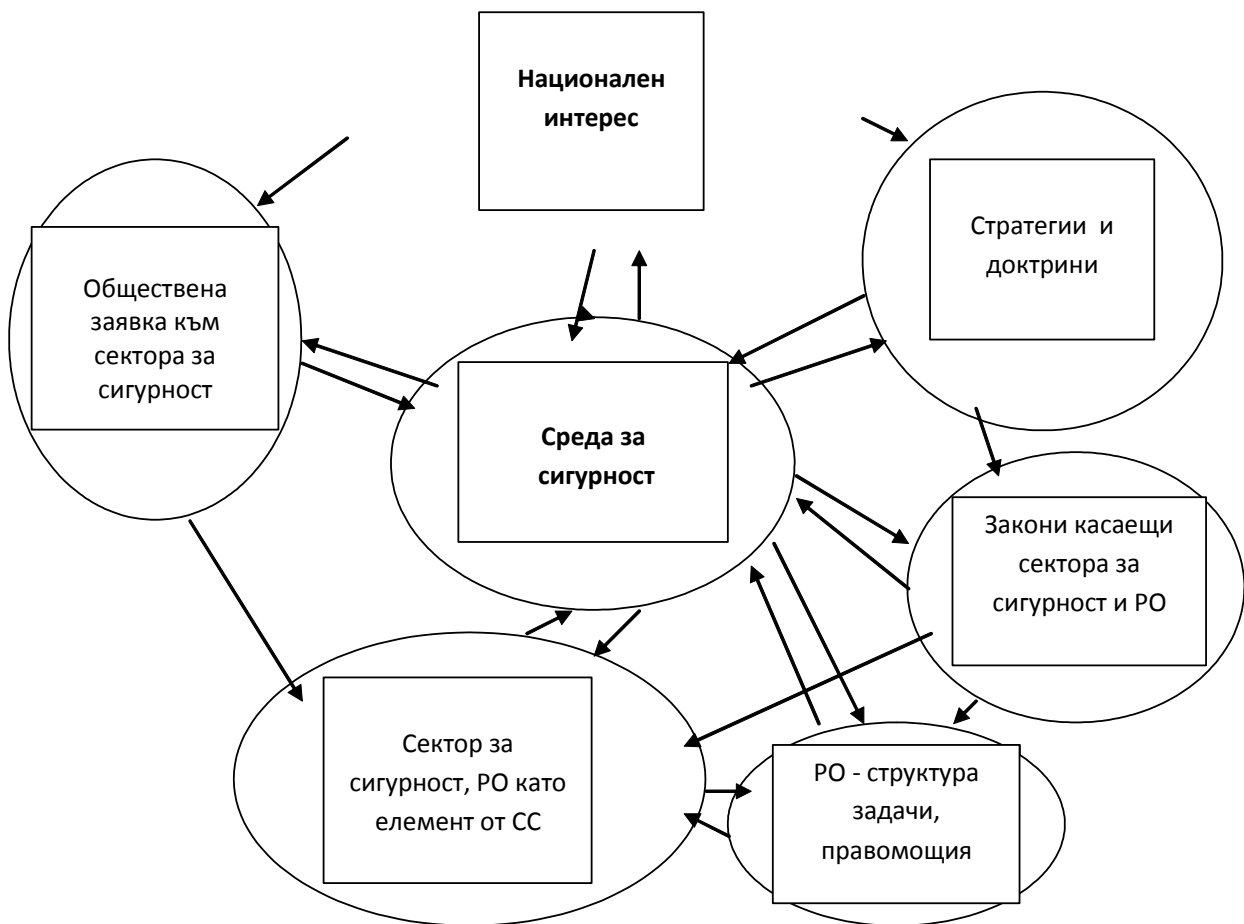 Национален
интерес
Стратегии и
доктрини
Обществена
заявка към
сектора за
сигурност
Среда за
сигурност
Закони касаещи
сектора за
сигурност и РО
Сектор за
сигурност, РО като
елемент от СС
РО - структура
задачи,
правомощия